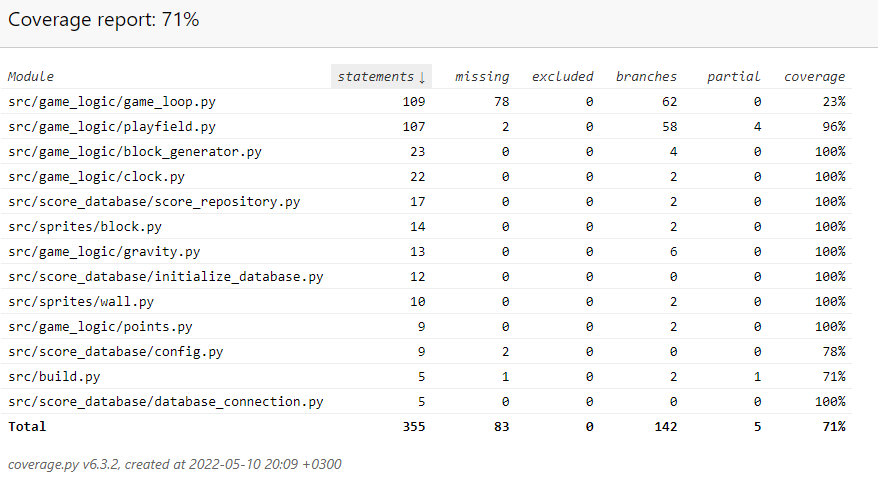 Coverage report: 71%
Module statements↓ missing excluded branches partial coverage
src/game_logic/game_loop.py 109 78 0 62 0 23%
src/game_logic/playfield.py 107 2 0 58 4 96%
src/game_logic/block_generator.py 23 0 0 4 0 100%
src/game_logic/clock.py 22 0 0 2 0 100%
src/score_database/score_repository.py 17 0 0 2 0 100%
src/sprites/block.py 14 0 0 2 0 100%
src/game_logic/gravity.py 13 0 0 6 0 100%
src/score_database/initialize_database.py 12 0 0 0 0 100%
src/sprites/wall.py 10 0 0 2 0 100%
src/game_logic/points.py 9 0 0 2 0 100%
src/score_database/config.py 9 2 0 0 0 78%
src/build.py 5 1 0 2 1 71%
src/score_database/database_connection.py 5 0 0 0 0 100%
Total 355 83 0 142 5 71%
coverage.py v6.3.2, created at 2022-05-10 20:09 +0300